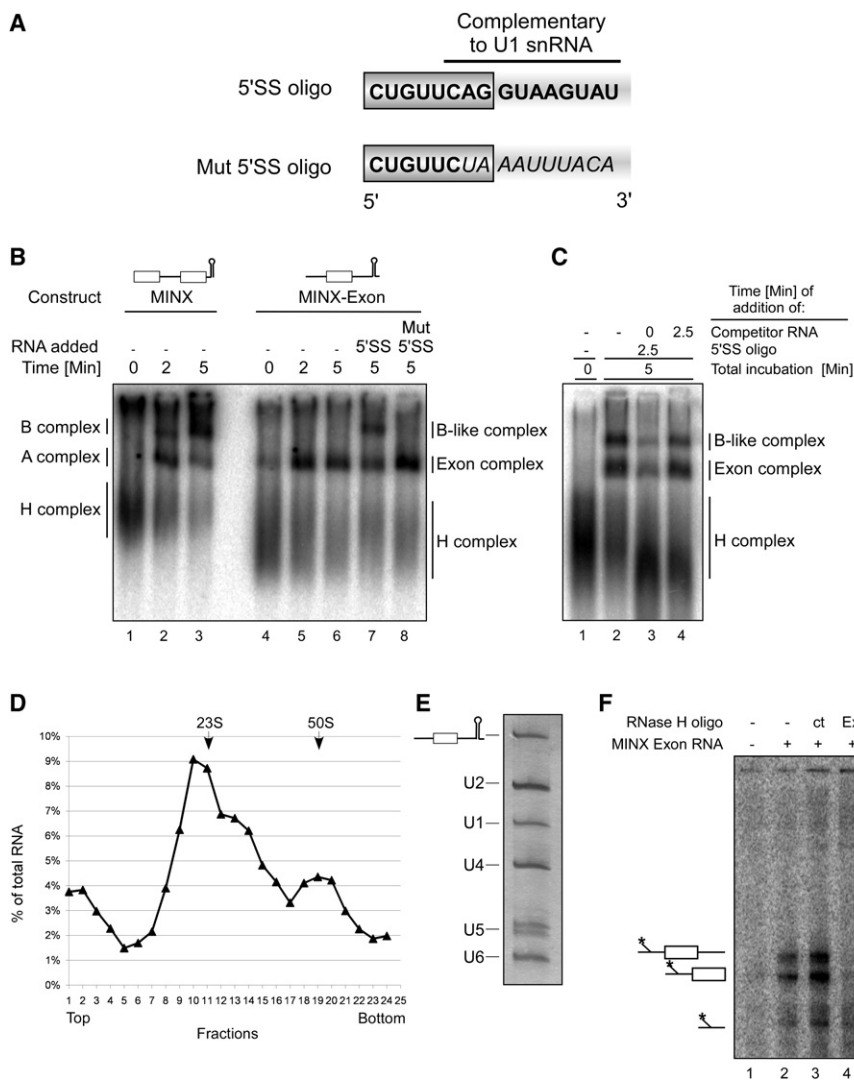 A
Complementary
to U1 snRNA
5'SS oligo
CUGUUCAG GUAAGUAU
Mut 5'SS oligo
CUGUUCUA AAUUUACA
5' 3'
B
Construct MINX MINX-Exon
RNA added - - - - - - 5'SS Mut 5'SS
Time [Min] 0 2 5 0 2 5 5 5
B complex
A complex
H complex
B-like complex
Exon complex
H complex
1 2 3 4 5 6 7 8
C
Time [Min] of
addition of:
- - 0 2.5 Competitor RNA
- 2.5 5'SS oligo
0 5 Total incubation [Min]
B-like complex
Exon complex
H complex
1 2 3 4
D
23S 50S
% of total RNA
10%
9%
8%
7%
6%
5%
4%
3%
2%
1%
0%
1 2 3 4 5 6 7 8 9 10 11 12 13 14 15 16 17 18 19 20 21 22 23 24 25
Top Bottom
Fractions
E
U2
U1
U4
U5
U6
F
RNase H oligo - - ct Ex
MINX Exon RNA - + + +
*
*
*
1 2 3 4